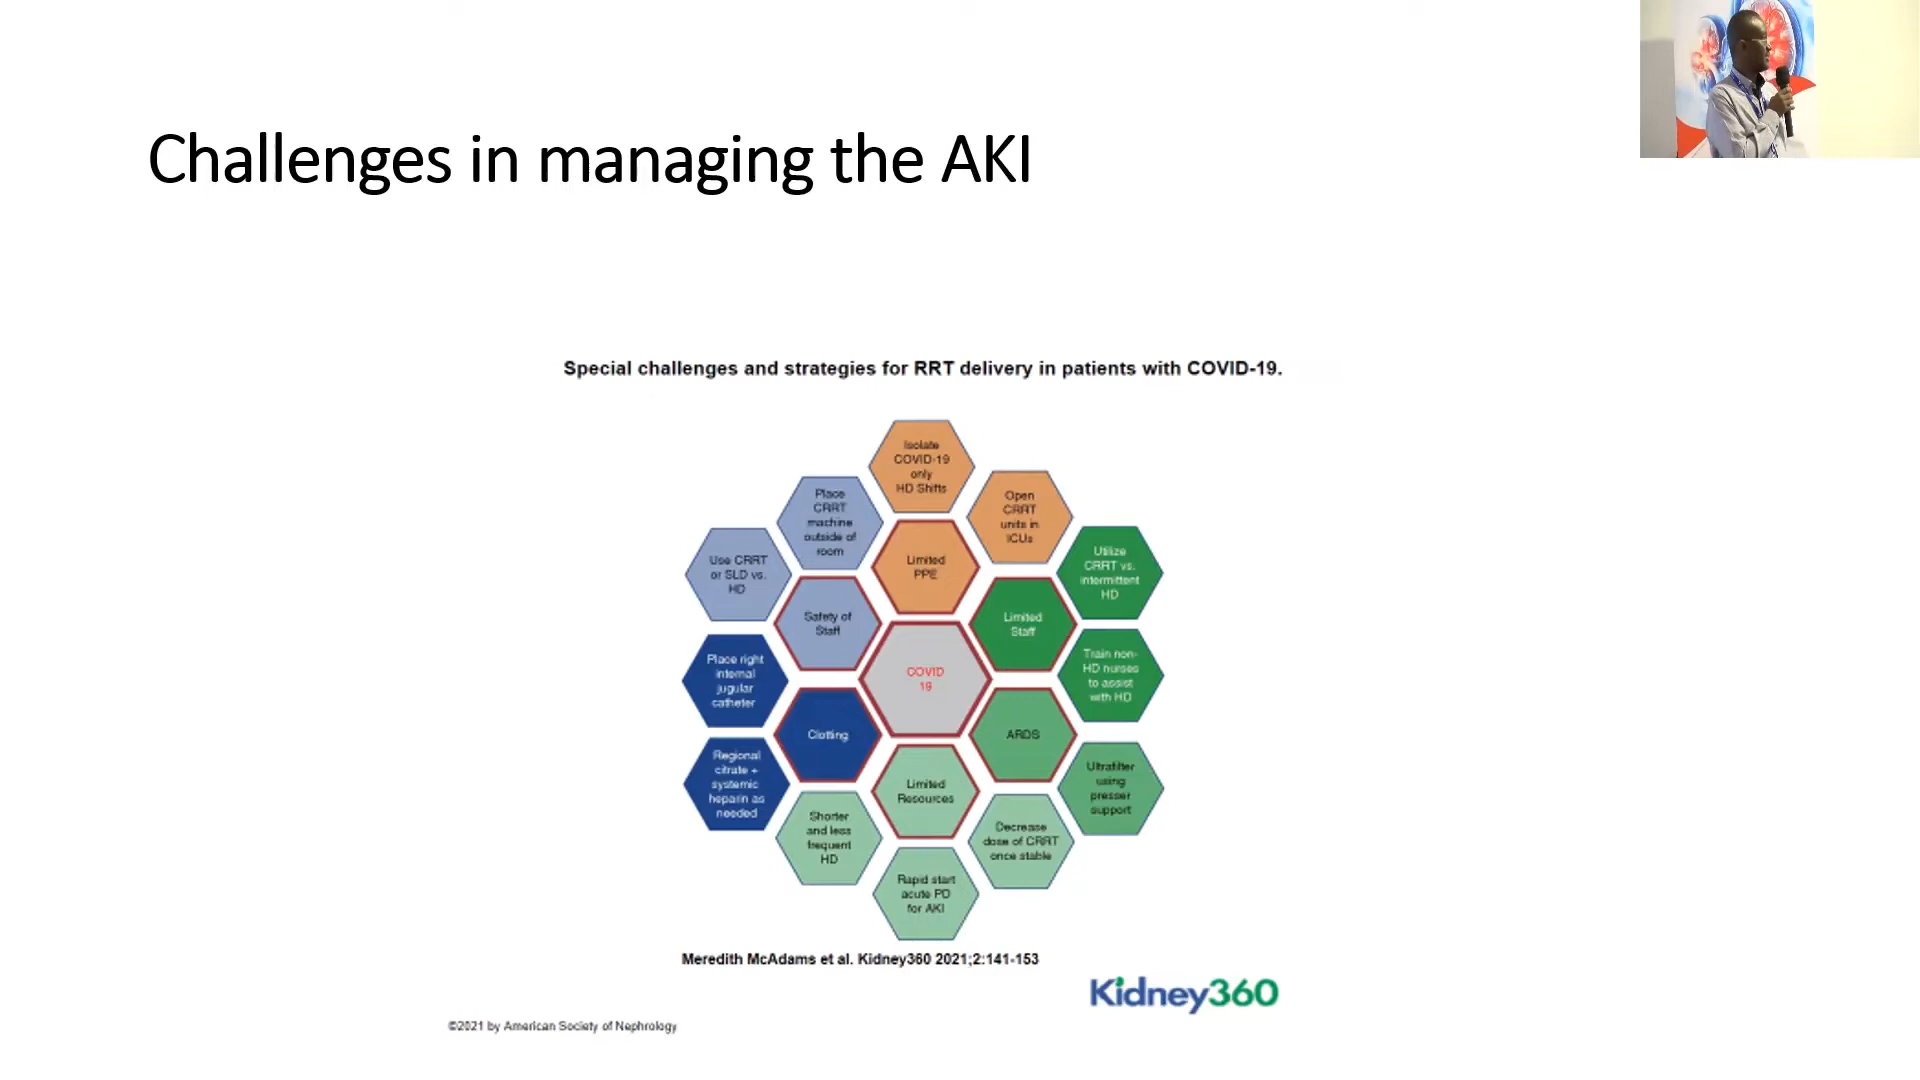 Challenges in managing the AKI
Special challenges and strategies for RRT delivery in patients with COVID-19.
Isolate
COVID-19
only
HD Shifts
Place
CRRT
machine
outside of
room
Open
CRRT
units in
ICUs
Use CRRT
or SLD vs.
HD
Limited
PPE
Utilize
CRRT vs.
intermittent
HD
Safety of
Staff
Limited
Staff
Place right
internal
jugular
catheter
COVID
19
Train non-
HD nurses
to assist
with HD
Clotting
ARDS
Regional
citrate +
systemic
heparin as
needed
Limited
Resources
Ultrafilter
using
presser
support
Shorter
and less
frequent
HD
Decrease
dose of CRRT
once stable
Rapid start
acute PD
for AKI
Meredith McAdams et al. Kidney360 2021;2:141-153
Kidney360
©2021 by American Society of Nephrology